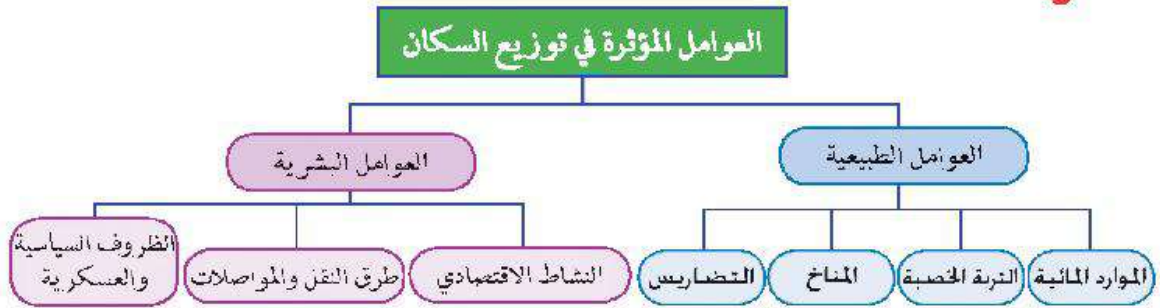 العوامل المؤثرة في توزيع السكان
العوامل الطبيعية
العوامل البشرية
الموارد المائية
التربة الخصبة
المناخ
التضاريس
النشاط الاقتصادي
طرق النقل والمواصلات
الظروف السياسية
والعسكرية